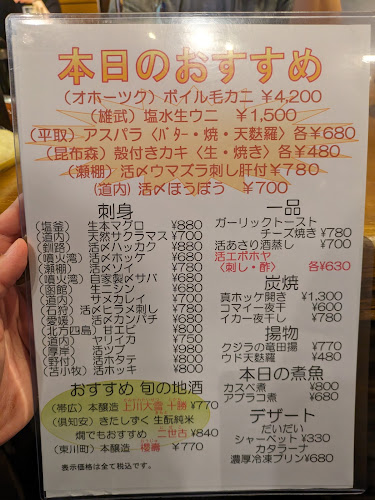 本日のおすすめ
(オホーツク) ボイル毛カニ ¥4,200
(雄武) 塩水生ウニ ¥1,500
(平取) アスパラ〈バター・焼・天麩羅〉各¥680
(昆布森) 殻付きカキ〈生・焼き〉各¥480
(瀬棚) 活〆ウマズラ刺し肝付¥780
(道内) 活〆ほうぼう ¥700
刺身
(塩釜) 生本マグロ ¥880
(道内) 天然サクラマス ¥700
(釧路) 活〆ハッカク ¥880
(噴火湾) 活〆ホッケ ¥680
(瀬棚) 活〆ソイ ¥780
(噴火湾) 自家製〆サバ ¥680
(函館) 生ニシン ¥680
(道内) サメカレイ ¥700
(石狩) 活〆ヒラメ刺し ¥780
(愛媛) 活〆カンパチ ¥680
(北方四島) 甘エビ ¥800
(道内) ヤリイカ ¥750
(厚岸) 活ツブ ¥980
(野付) 活ホタテ ¥800
(苫小牧) 活ホッキ ¥800
おすすめ 旬の地酒
(帯広) 本醸造 上川大雪 十勝 ¥770
(倶知安) きたしずく 生酛純米
燗でもおすすめ 二世古 ¥840
(東川町) 本醸造 櫻壽 ¥770
表示価格は全て税込です。
一品
ガーリックトースト
チーズ焼き ¥780
活あさり酒蒸し ¥700
活エボホヤ
〈刺し・酢〉 各¥630
炭焼
真ホッケ開き ¥1,300
コマイ一夜干 ¥600
イカ一夜干し ¥780
揚物
クジラの竜田揚 ¥770
ウド天麩羅 ¥480
本日の煮魚
カスベ煮 ¥800
アブラコ煮 ¥680
デザート
だいだい
シャーベット ¥330
カタラーナ
濃厚冷凍プリン¥680